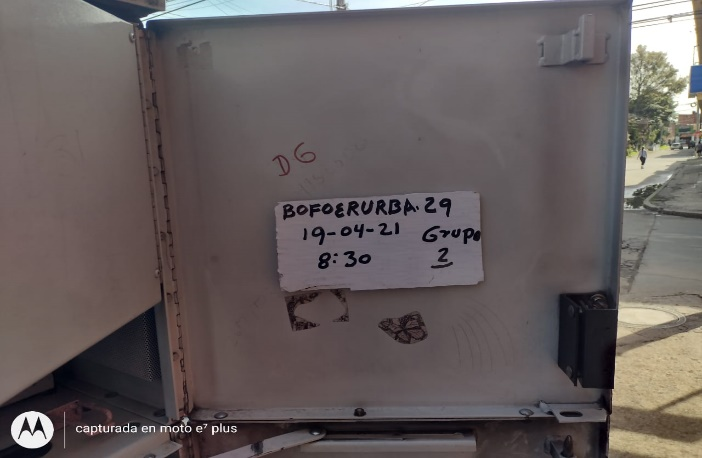 D6
BOFOERURBA.29
19-04-21 Grupo
8:30 2
capturada en moto e⁷ plus